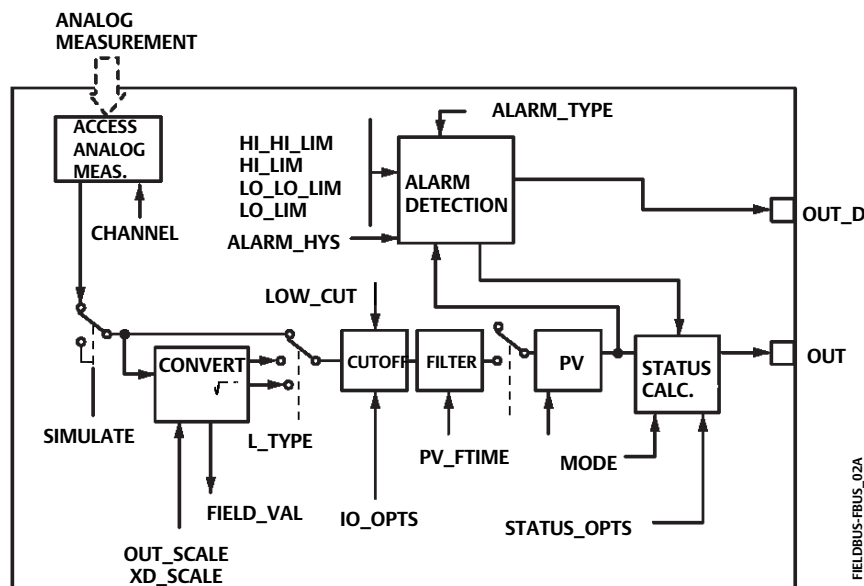 ANALOG
MEASUREMENT
ACCESS
ANALOG
MEAS.
CHANNEL
ALARM_TYPE
HI_HI_LIM
HI_LIM
LO_LO_LIM
LO_LIM
ALARM_HYS
ALARM
DETECTION
OUT_D
LOW_CUT
CONVERT
√
CUTOFF
FILTER
PV
STATUS
CALC.
OUT
SIMULATE
L_TYPE
PV_FTIME
MODE
FIELD_VAL
IO_OPTS
STATUS_OPTS
OUT_SCALE
XD_SCALE
FIELDBUS-FBUS_02A